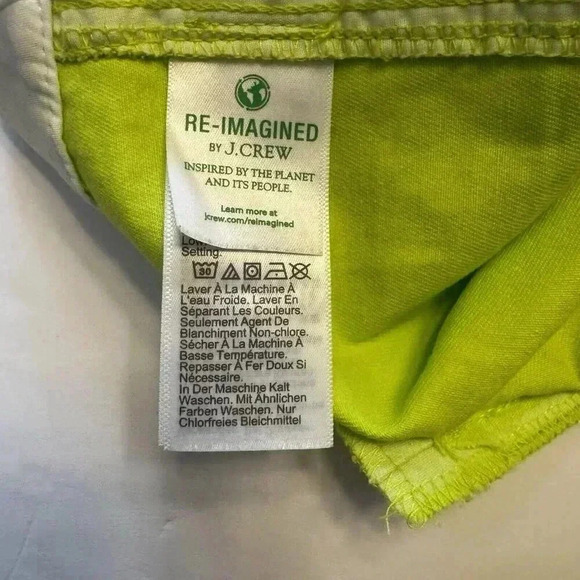 RE-IMAGINED
BY J.CREW
INSPIRED BY THE PLANET
AND ITS PEOPLE.
Learn more at
jcrew.com/reimagined
Low
Setting.
30
Laver À La Machine À
L'eau Froide. Laver En
Séparant Les Couleurs.
Seulement Agent De
Blanchiment Non-chlore.
Sécher À La Machine À
Basse Température.
Repasser À Fer Doux Si
Nécessaire.
In Der Maschine Kalt
Waschen. Mit Ähnlichen
Farben Waschen. Nur
Chlorfreies Bleichmittel